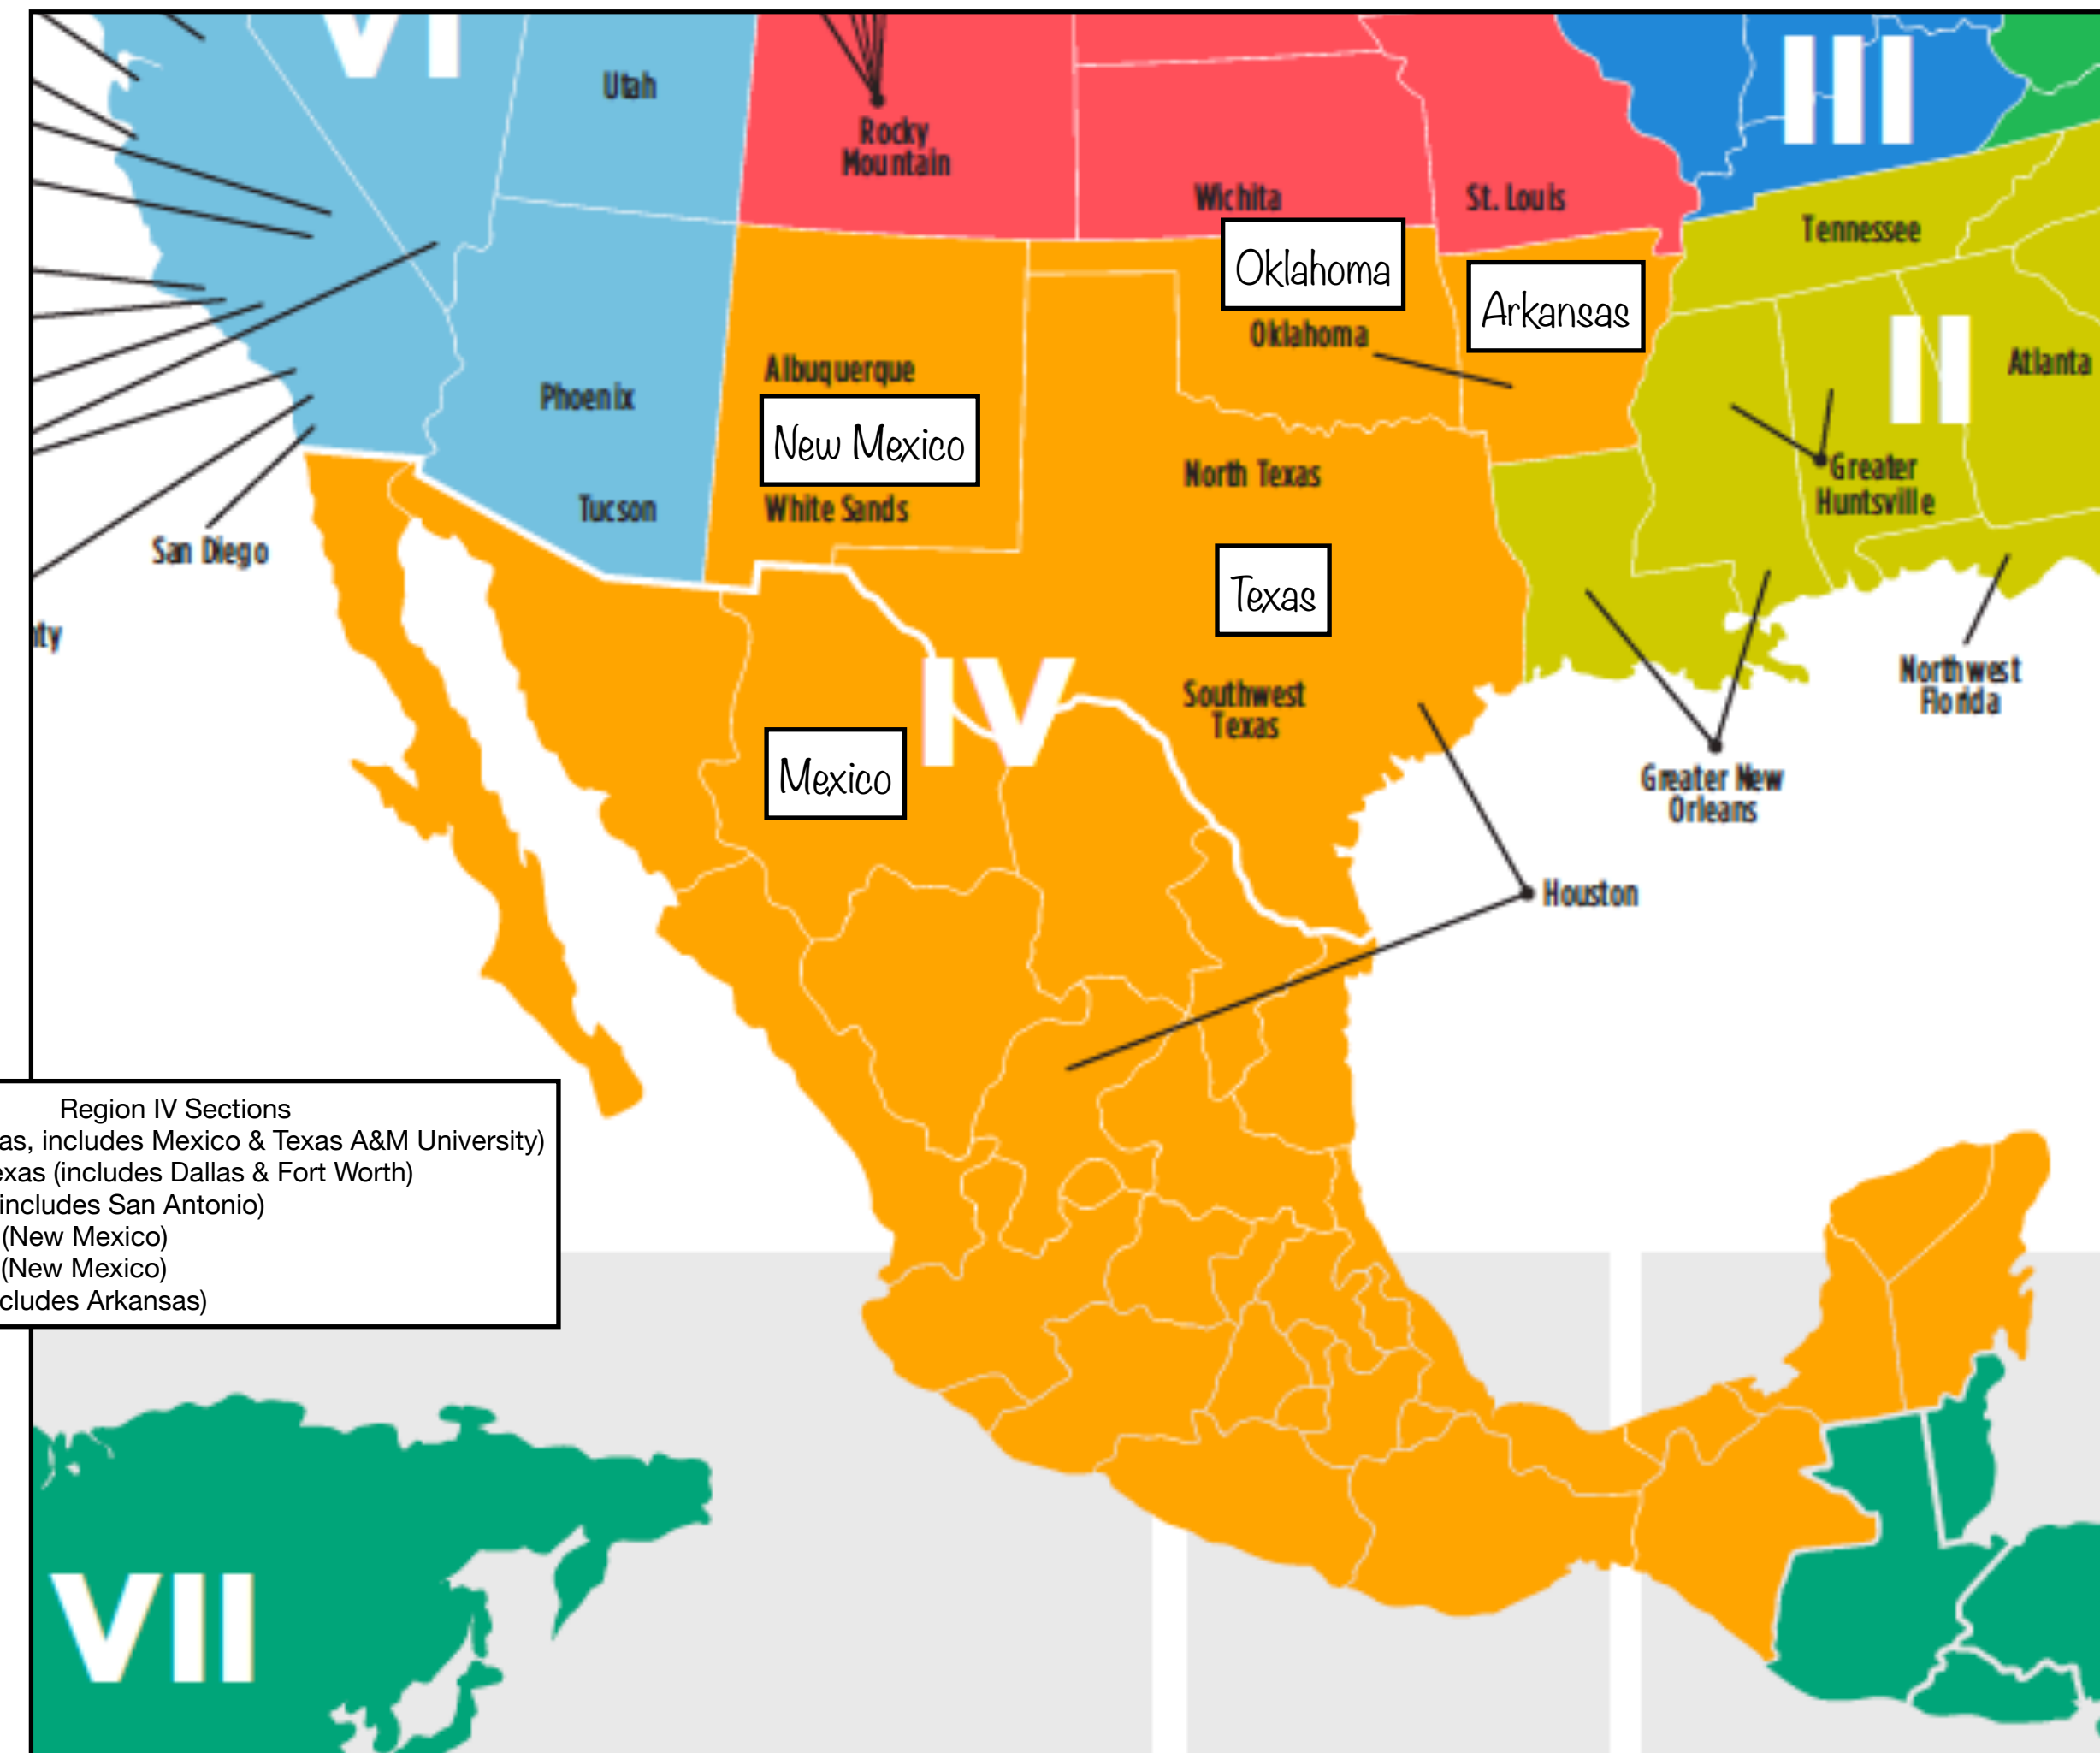 VI
III
Utah
Rocky
Mountain
Wichita
St. Louis
Tennessee
Oklahoma
Arkansas
Oklahoma
II
Atlanta
Albuquerque
Phoenix
New Mexico
North Texas
Greater
Huntsville
White Sands
Tucson
San Diego
Texas
IV
Northwest
Florida
Southwest
Texas
Mexico
Greater New
Orleans
Houston
Region IV Sections
includes Mexico & Texas A&M University)
(includes Dallas & Fort Worth)
includes San Antonio)
(New Mexico)
(New Mexico)
Arkansas)
VII